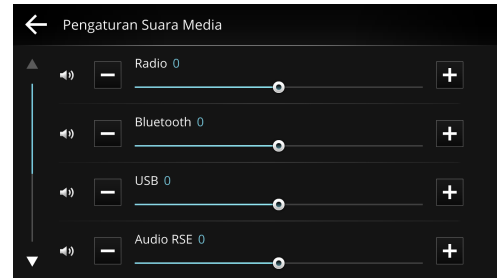 Pengaturan Suara Media
Radio 0
Bluetooth 0
USB 0
Audio RSE 0